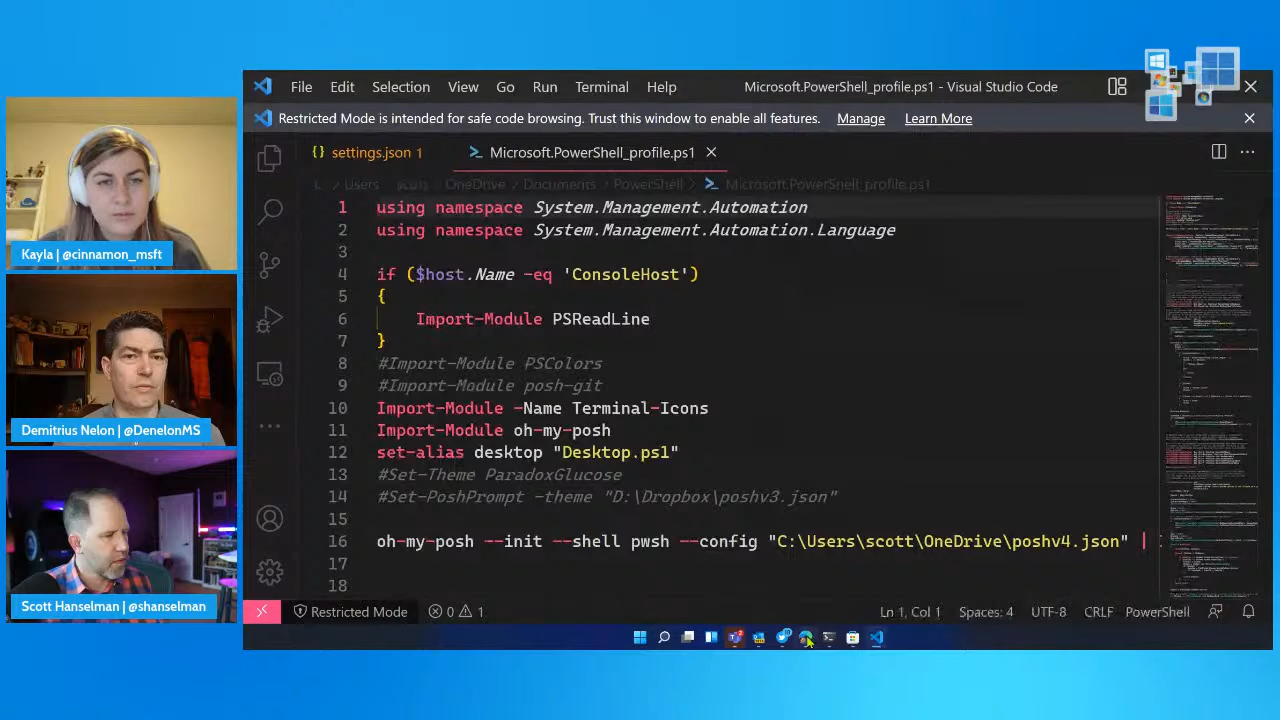 File Edit Selection View Go Run Terminal Help Microsoft.PowerShell_profile.ps1 - Visual Studio Code
Restricted Mode is intended for safe code browsing. Trust this window to enable all features. Manage Learn More
{} settings.json 1 Microsoft.PowerShell_profile.ps1
Users OneDrive Documents PowerShell Microsoft.PowerShell_profile.ps1
1 using namespace System.Management.Automation
2 using namespace System.Management.Automation.Language
3
4 if ($host.Name -eq 'ConsoleHost')
5 {
6 Import-Module PSReadLine
7 }
8 #Import-Module PSColors
9 #Import-Module posh-git
10 Import-Module -Name Terminal-Icons
11 Import-Module oh-my-posh
12 set-alias desktop "Desktop.ps1"
13 #Set-Theme ParadoxGlucose
14 #Set-PoshPrompt -theme "D:\Dropbox\poshv3.json"
15
16 oh-my-posh --init --shell pwsh --config "C:\Users\scott\OneDrive\poshv4.json" |
17
18
Restricted Mode 0 1 Ln 1, Col 1 Spaces: 4 UTF-8 CRLF PowerShell
Kayla | @cinnamon_msft
Demitrius Nelon | @DenelonMS
Scott Hanselman | @shanselman